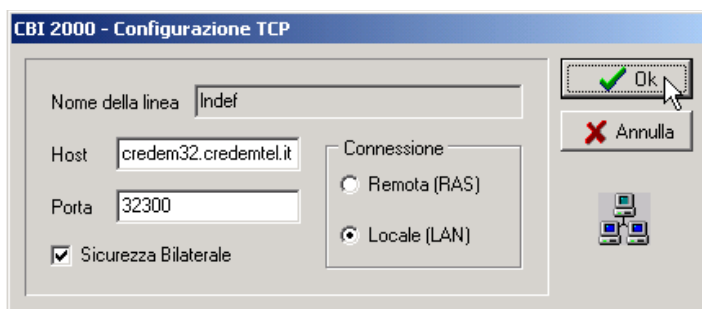 CBI 2000 - Configurazione TCP
Nome della linea Indef
Host credem32.credemtel.it
Porta 32300
Sicurezza Bilaterale
Connessione
Remota (RAS)
Locale (LAN)
Ok
Annulla